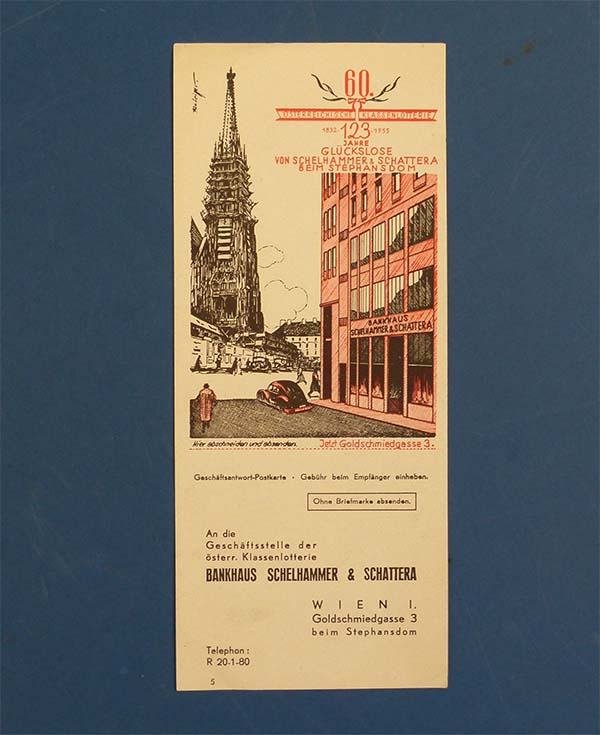 60.
ÖSTERREICHISCHE KLASSENLOTTERIE
1832-123-1955
JAHRE
GLÜCKSLOSE
VON SCHELHAMMER & SCHATTERA
BEIM STEPHANSDOM
BANKHAUS
SCHELHAMMER & SCHATTERA
Hier abschneiden und absenden. Jetzt Goldschmiedgasse 3.
Geschäftsantwort-Postkarte · Gebühr beim Empfänger einheben.
Ohne Briefmarke absenden.
An die
Geschäftsstelle der
österr. Klassenlotterie
BANKHAUS SCHELHAMMER & SCHATTERA
WIEN I.
Goldschmiedgasse 3
beim Stephansdom
Telephon:
R 20-1-80
5